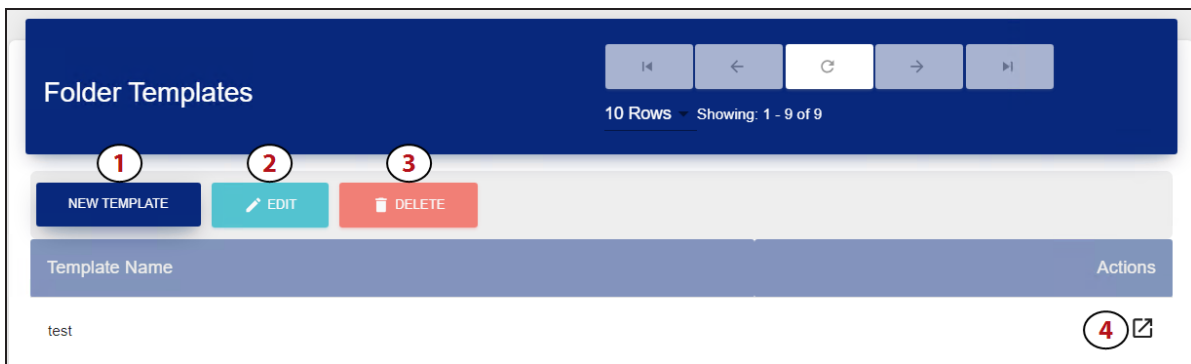 Folder Templates
10 Rows Showing: 1 - 9 of 9
1 2 3
NEW TEMPLATE EDIT DELETE
Template Name Actions
test 4